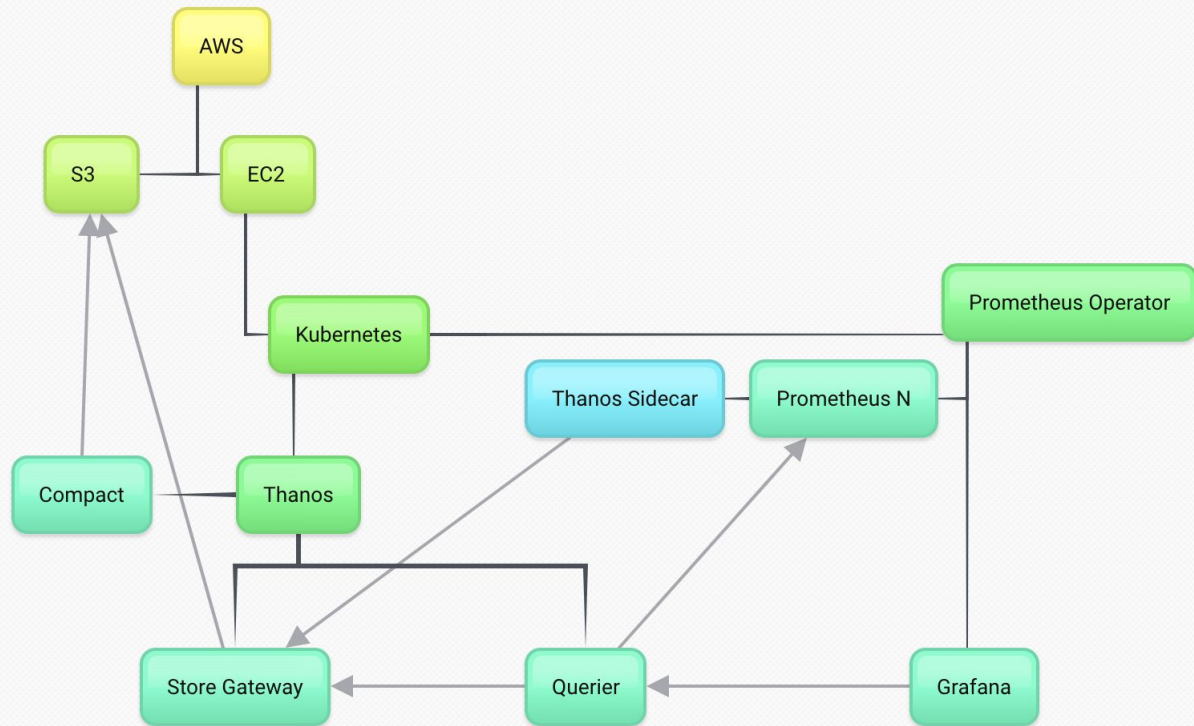 AWS
S3
EC2
Prometheus Operator
Kubernetes
Thanos Sidecar
Prometheus N
Compact
Thanos
Store Gateway
Querier
Grafana